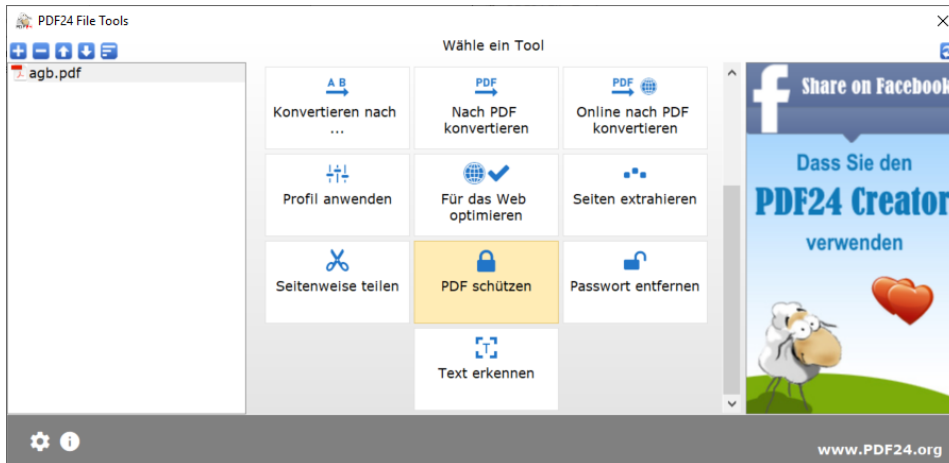 PDF24 File Tools
Wähle ein Tool
agb.pdf
A B
Konvertieren nach
...
PDF
Nach PDF
konvertieren
PDF
Online nach PDF
konvertieren
Profil anwenden
Für das Web
optimieren
Seiten extrahieren
Seitenweise teilen
PDF schützen
Passwort entfernen
T
Text erkennen
f
Share on Facebook
Dass Sie den
PDF24 Creator
verwenden
www.PDF24.org